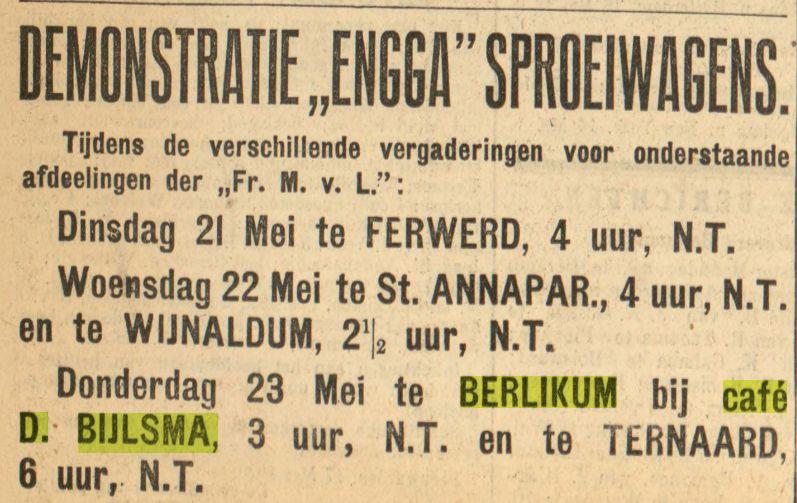 DEMONSTRATIE „ENGGA” SPROEIWAGENS.
Tijdens de verschillende vergaderingen voor onderstaande
afdeelingen der „Fr. M. v. L.”:
Dinsdag 21 Mei te FERWERD, 4 uur, N.T.
Woensdag 22 Mei te St. ANNAPAR., 4 uur, N.T.
en te WIJNALDUM, 2½ uur, N.T.
Donderdag 23 Mei te BERLIKUM bij café
D. BIJLSMA, 3 uur, N.T. en te TERNAARD,
6 uur, N.T.